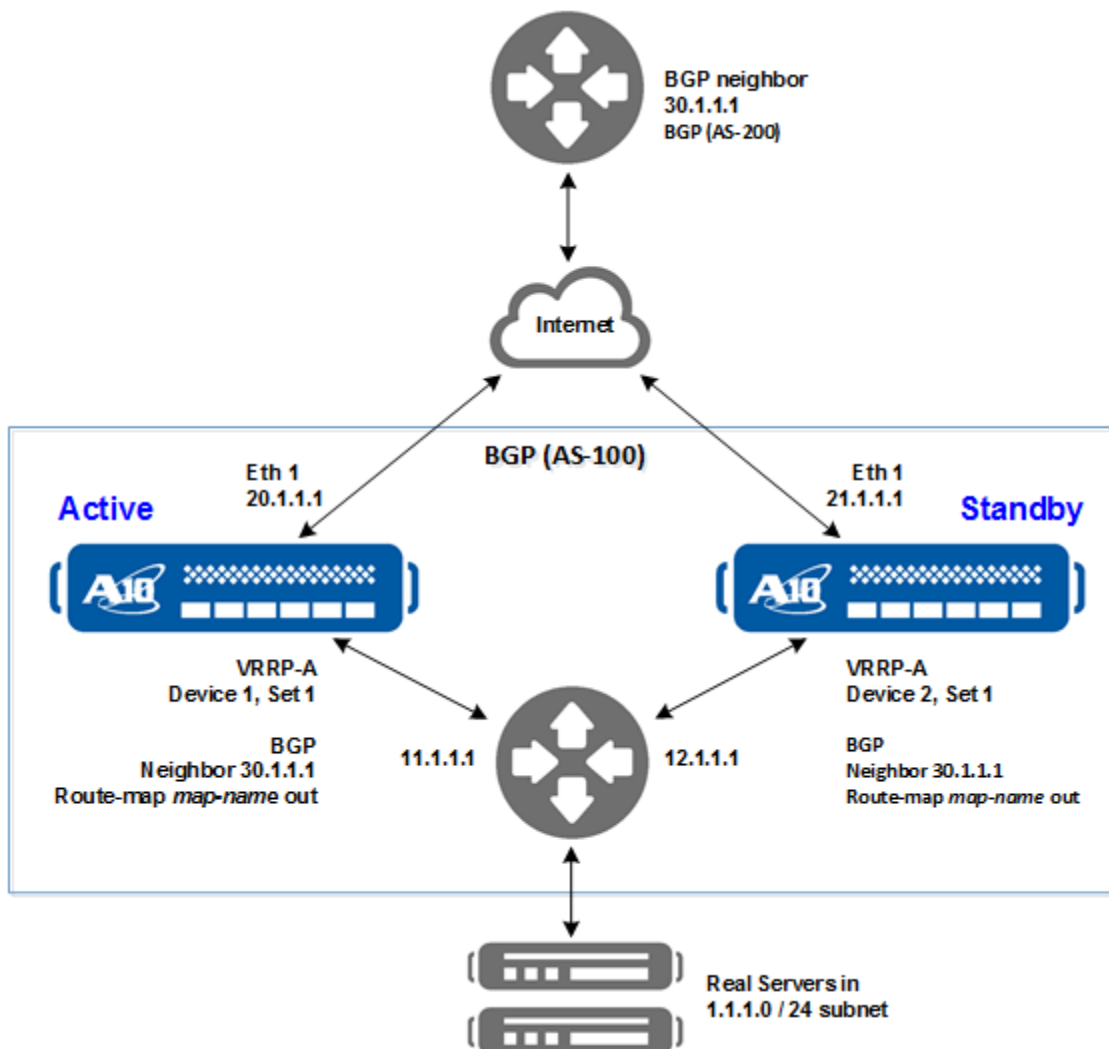 BGP neighbor
30.1.1.1
BGP (AS-200)
Internet
BGP (AS-100)
Eth 1
20.1.1.1
Active
Eth 1
21.1.1.1
Standby
A10
A10
VRRP-A
Device 1, Set 1
BGP
Neighbor 30.1.1.1
Route-map map-name out
11.1.1.1
12.1.1.1
VRRP-A
Device 2, Set 1
BGP
Neighbor 30.1.1.1
Route-map map-name out
Real Servers in
1.1.1.0 / 24 subnet